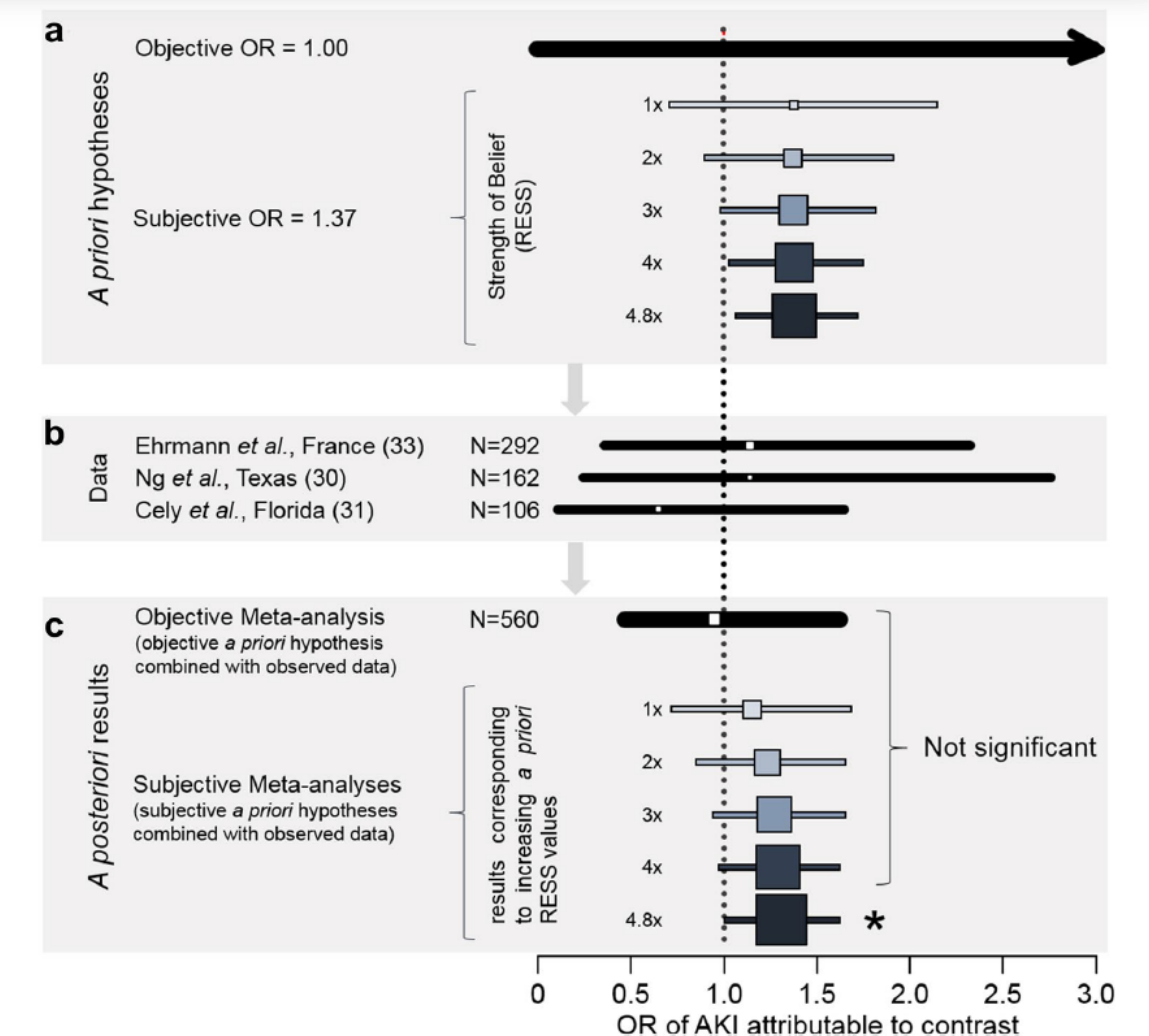 a
Objective OR = 1.00
A priori hypotheses
Subjective OR = 1.37
Strength of Belief
(RESS)
1x
2x
3x
4x
4.8x
b
Data
Ehrmann et al., France (33) N=292
Ng et al., Texas (30) N=162
Cely et al., Florida (31) N=106
c
A posteriori results
Objective Meta-analysis N=560
(objective a priori hypothesis
combined with observed data)
Subjective Meta-analyses
(subjective a priori hypotheses
combined with observed data)
results corresponding
to increasing a priori
RESS values
1x
2x
3x
4x
4.8x
Not significant
*
0 0.5 1.0 1.5 2.0 2.5 3.0
OR of AKI attributable to contrast